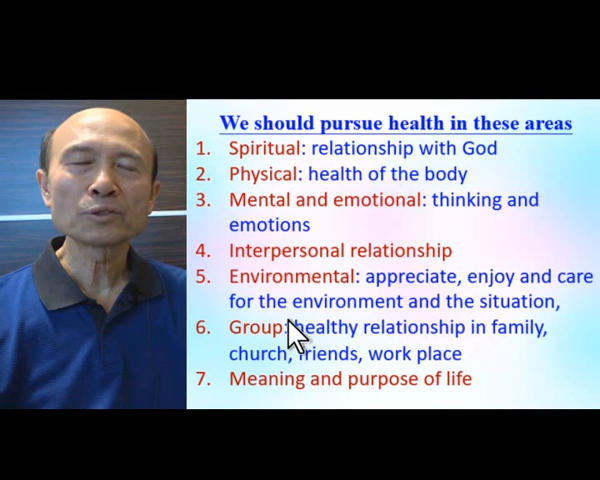 We should pursue health in these areas
1. Spiritual: relationship with God
2. Physical: health of the body
3. Mental and emotional: thinking and
emotions
4. Interpersonal relationship
5. Environmental: appreciate, enjoy and care
for the environment and the situation,
6. Group: healthy relationship in family,
church, friends, work place
7. Meaning and purpose of life